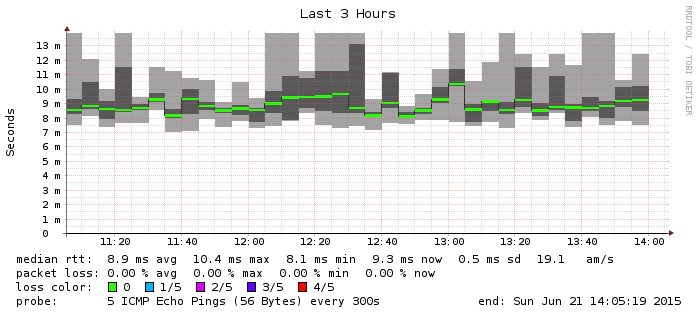 Last 3 Hours
RRDTOOL / TOBI OETIKER
Seconds
13 m
12 m
11 m
10 m
9 m
8 m
7 m
6 m
5 m
4 m
3 m
2 m
1 m
0
11:20 11:40 12:00 12:20 12:40 13:00 13:20 13:40 14:00
median rtt: 8.9 ms avg 10.4 ms max 8.1 ms min 9.3 ms now 0.5 ms sd 19.1 am/s
packet loss: 0.00 % avg 0.00 % max 0.00 % min 0.00 % now
loss color: 0 1/5 2/5 3/5 4/5
probe: 5 ICMP Echo Pings (56 Bytes) every 300s end: Sun Jun 21 14:05:19 2015